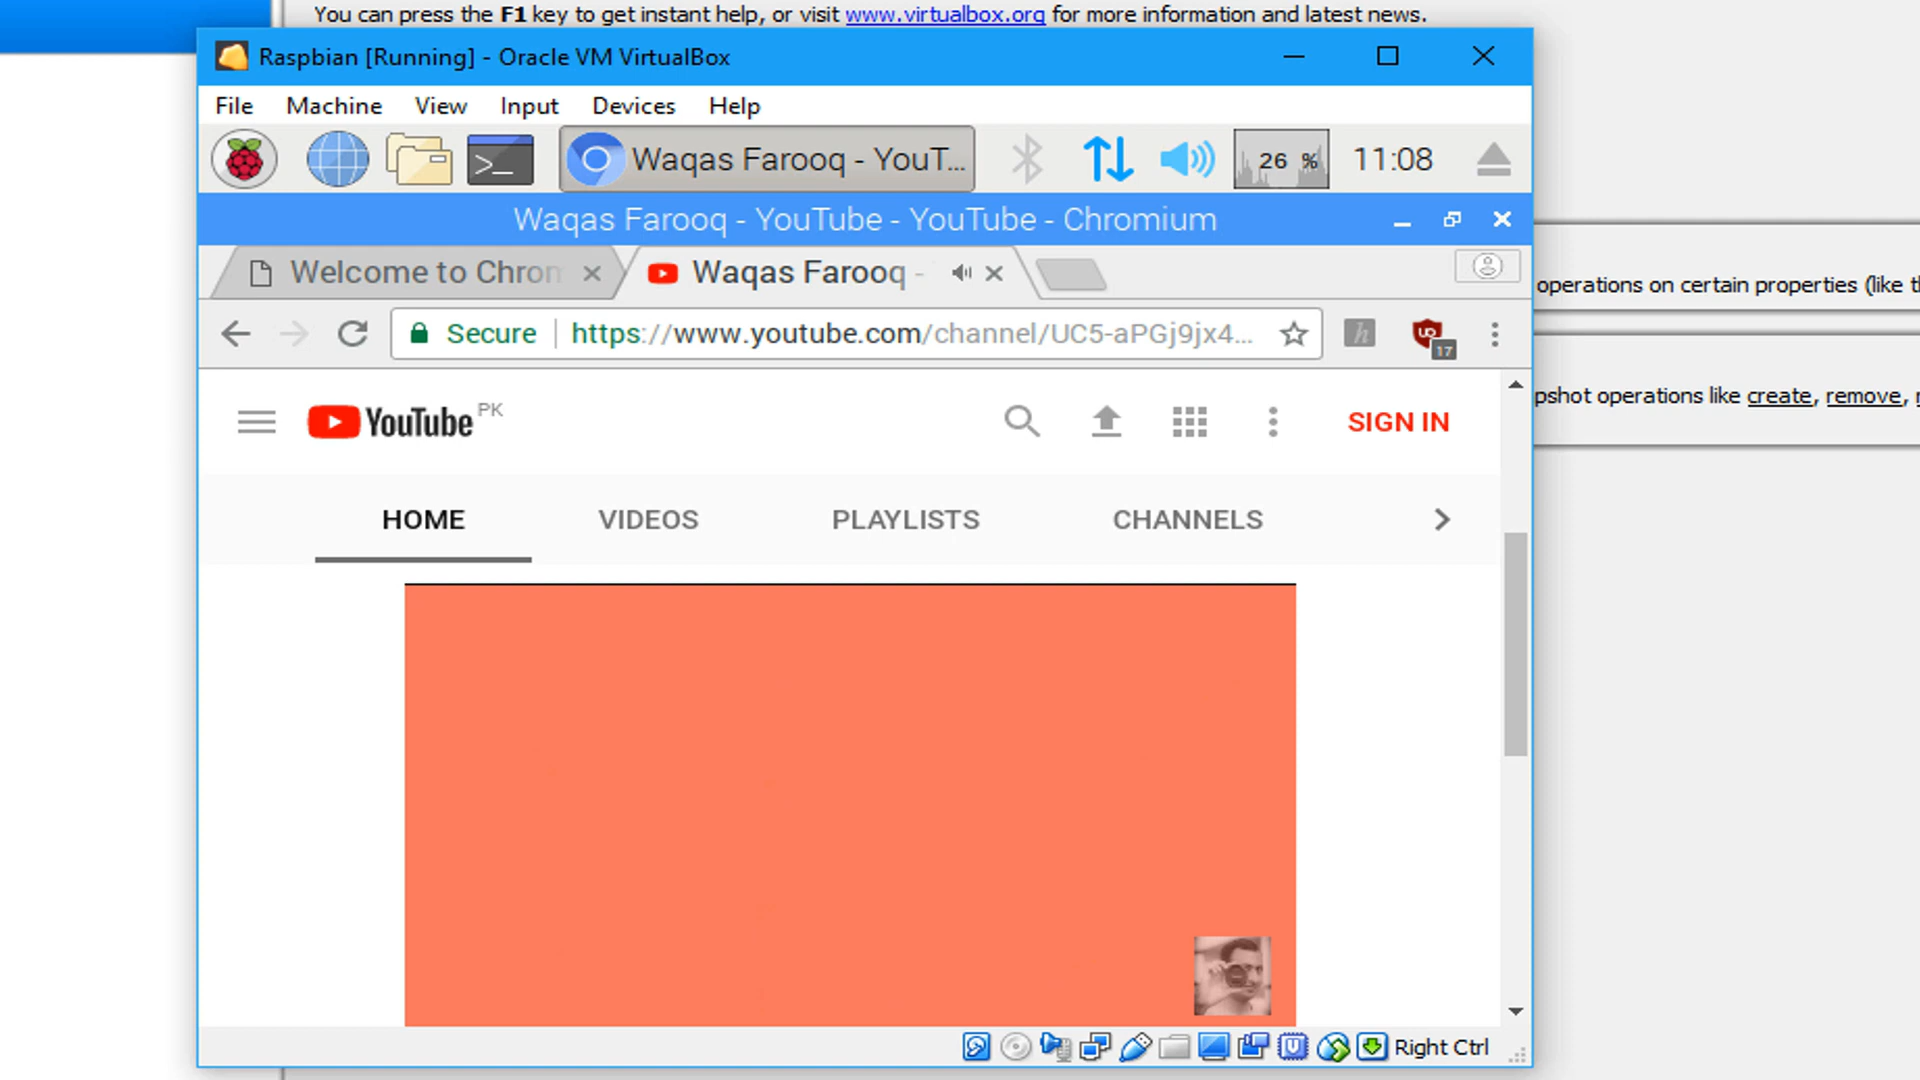 You can press the F1 key to get instant help, or visit www.virtualbox.org for more information and latest news.
Raspbian [Running] - Oracle VM VirtualBox
File Machine View Input Devices Help
>_ Waqas Farooq - YouT... 26 % 11:08
Waqas Farooq - YouTube - YouTube - Chromium
Welcome to Chrom Waqas Farooq -
operations on certain properties (like
Secure https://www.youtube.com/channel/UC5-aPGj9jx4... h 17
pshot operations like create, remove,
YouTube PK SIGN IN
HOME VIDEOS PLAYLISTS CHANNELS
Right Ctrl